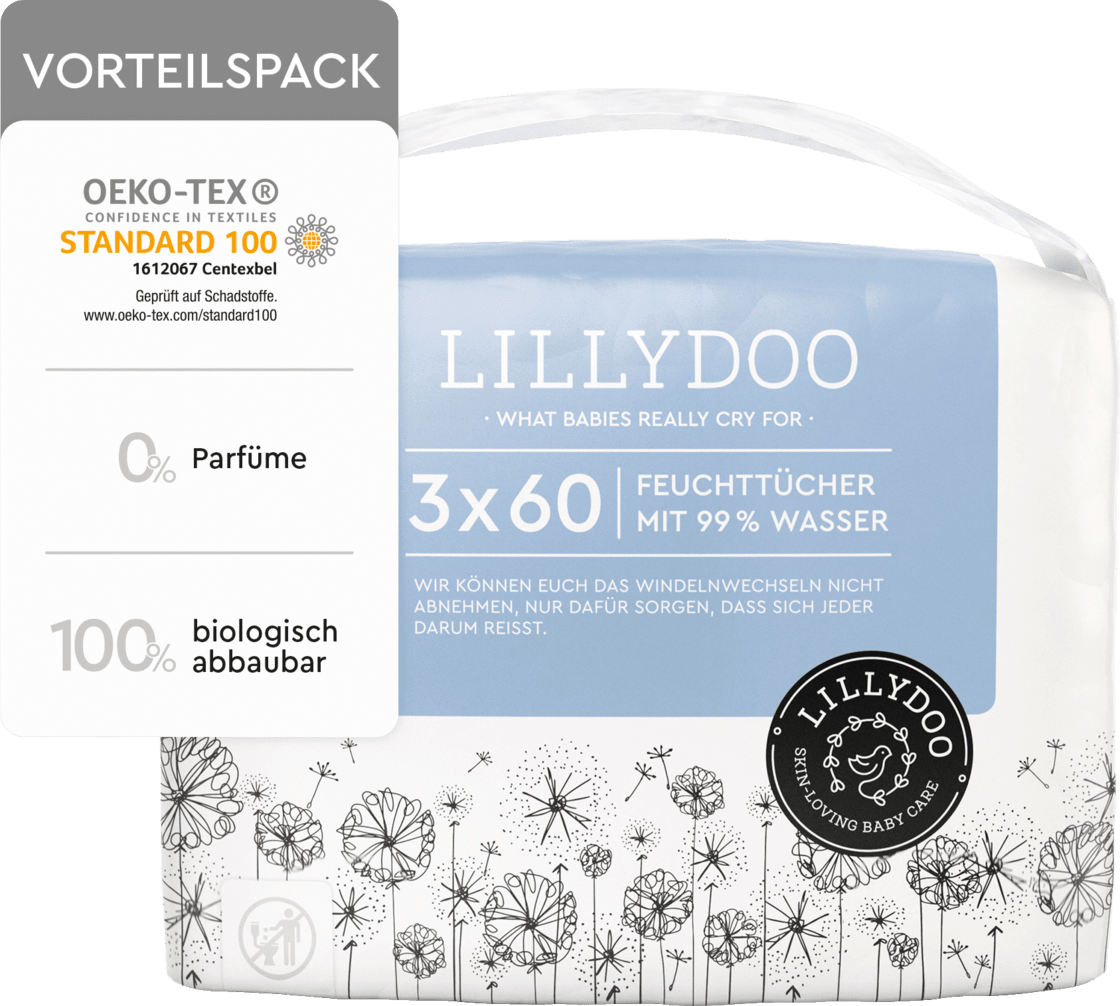 VORTEILSPACK
OEKO-TEX®
CONFIDENCE IN TEXTILES
STANDARD 100
1612067 Centexbel
Geprüft auf Schadstoffe.
www.oeko-tex.com/standard100
0% Parfüme
100% biologisch
abbaubar
LILLYDOO
· WHAT BABIES REALLY CRY FOR ·
3x60
FEUCHTTÜCHER
MIT 99 % WASSER
WIR KÖNNEN EUCH DAS WINDELNWECHSELN NICHT
ABNEHMEN, NUR DAFÜR SORGEN, DASS SICH JEDER
DARUM REISST.
LILLYDOO
SKIN-LOVING BABY CARE